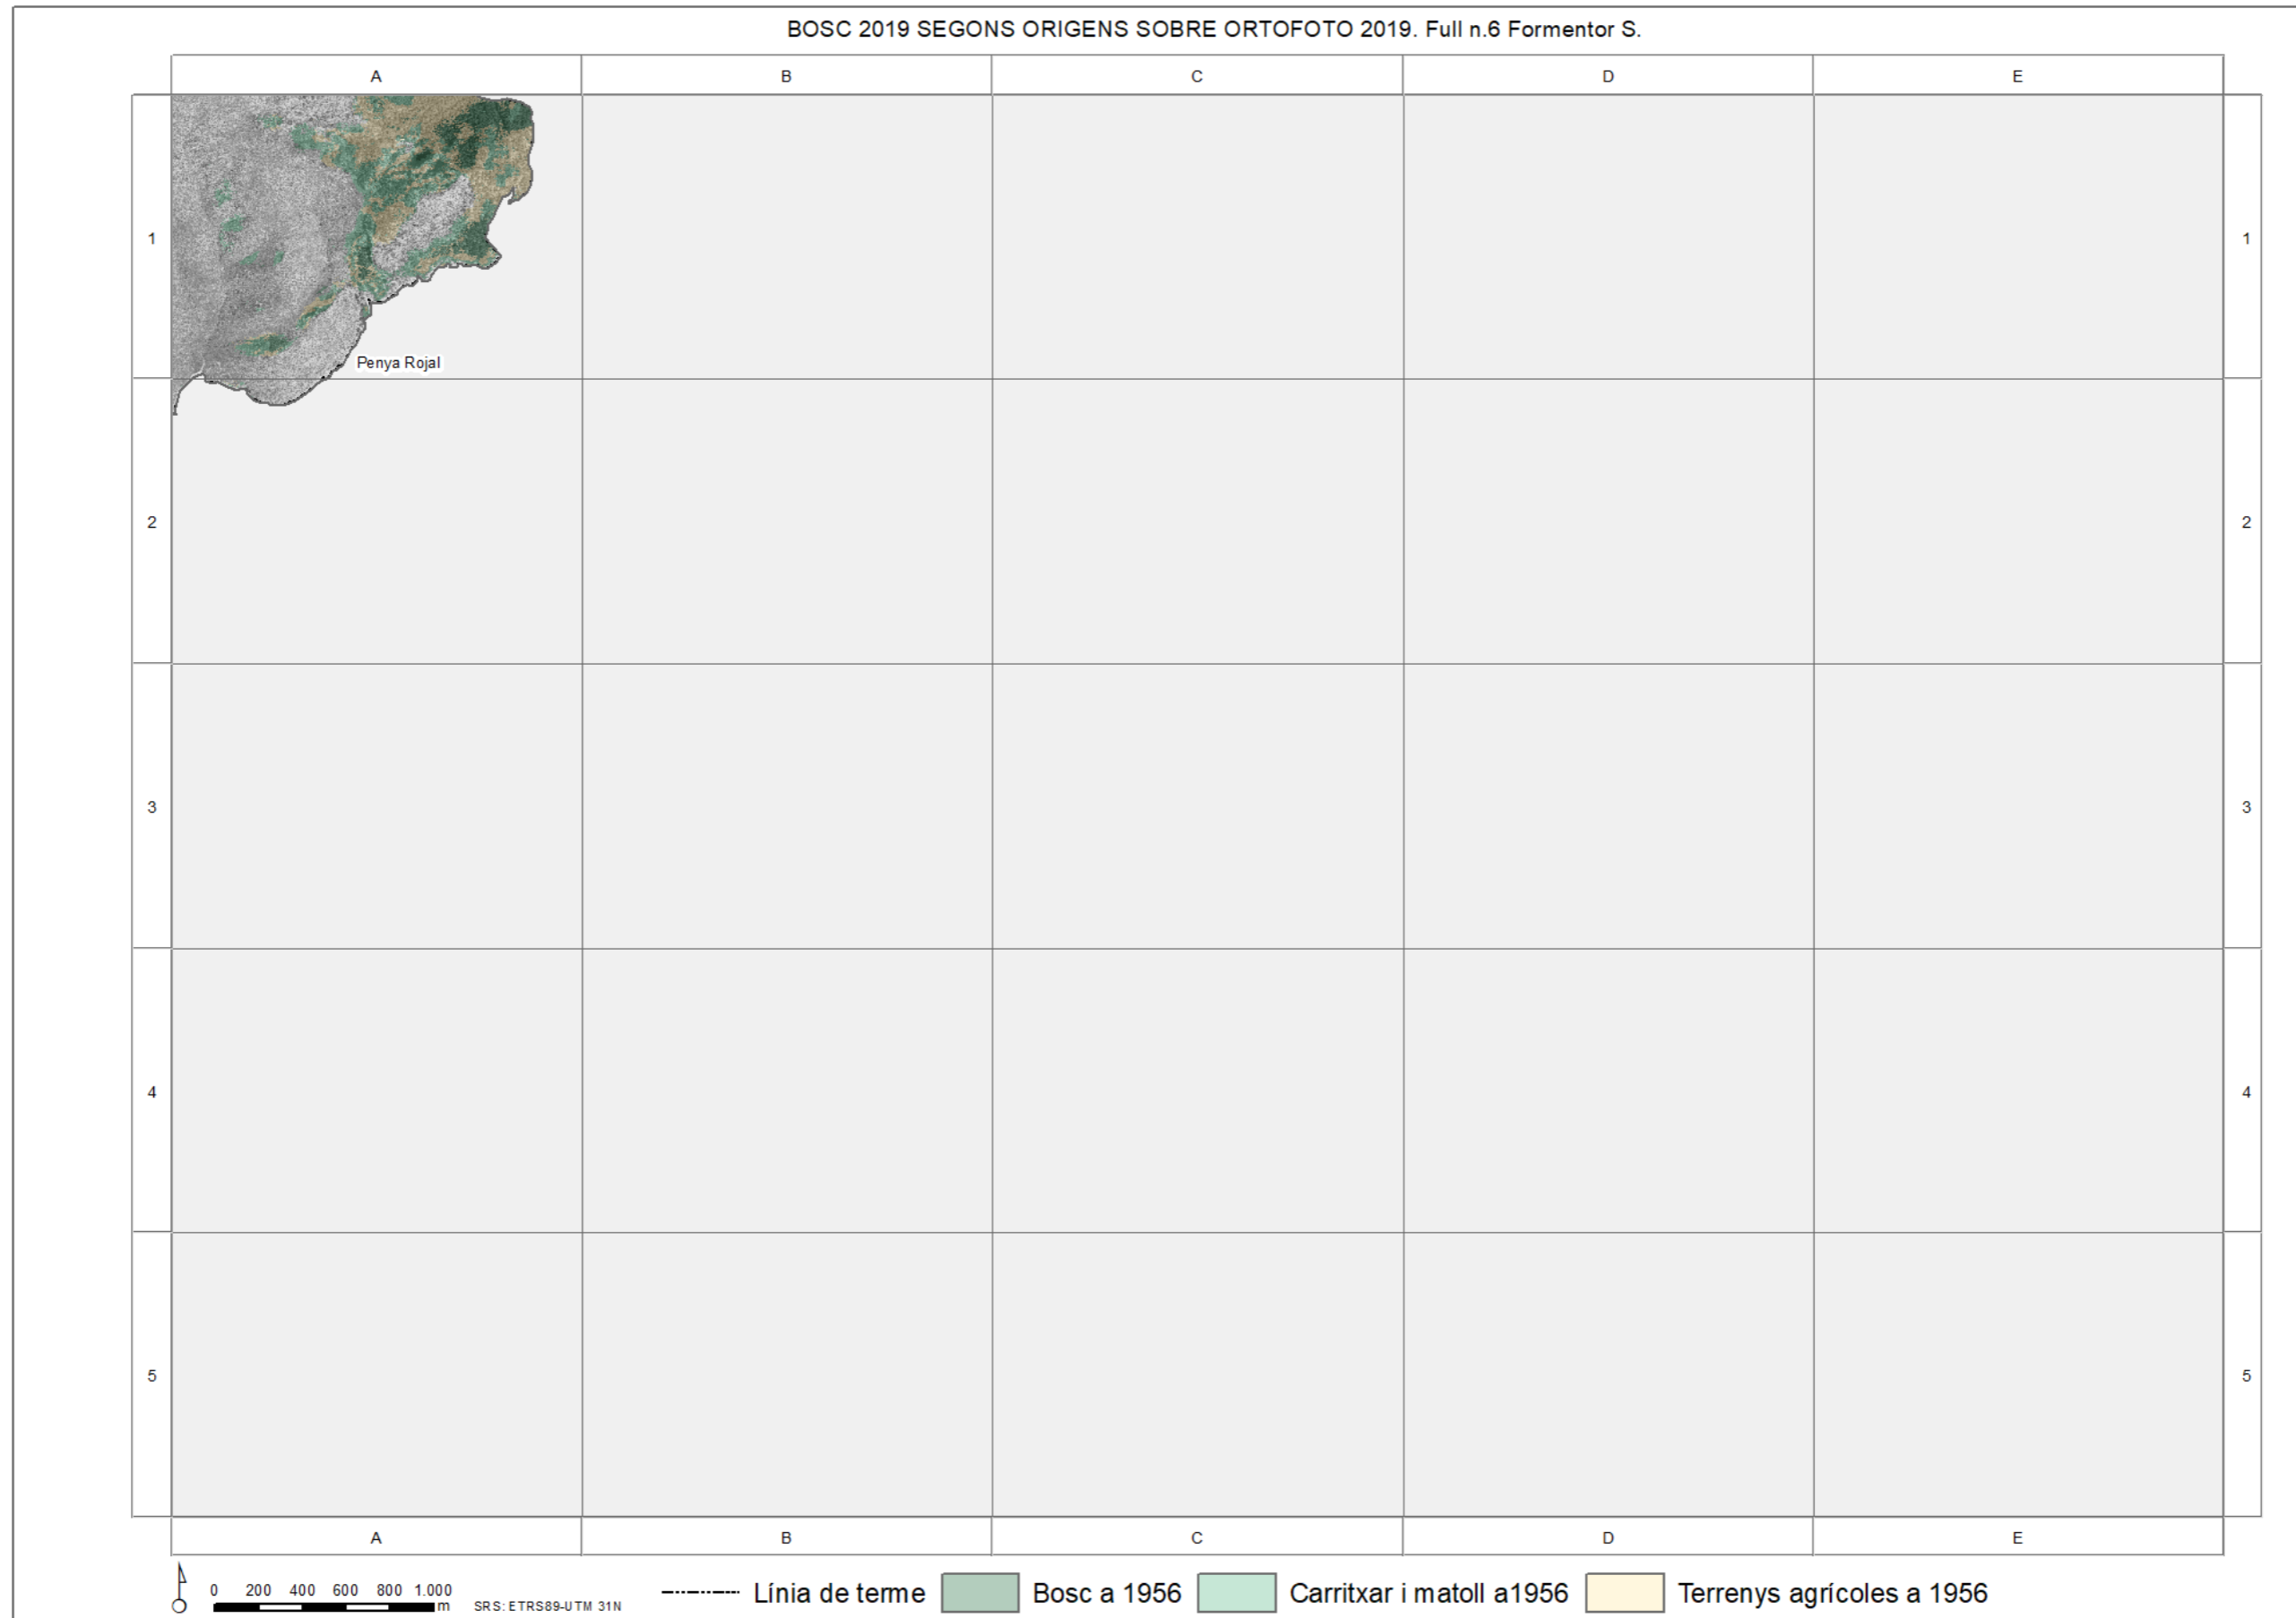 BOSC 2019 SEGONS ORIGENS SOBRE ORTOFOTO 2019. Full n.6 Formentor S.
A B C D E
1 1
Penya Rojal
2 2
3 3
4 4
5 5
A B C D E
0 200 400 600 800 1.000
m SRS: ETRS89-UTM 31N
Línia de terme Bosc a 1956 Carritxar i matoll a1956 Terrenys agrícoles a 1956